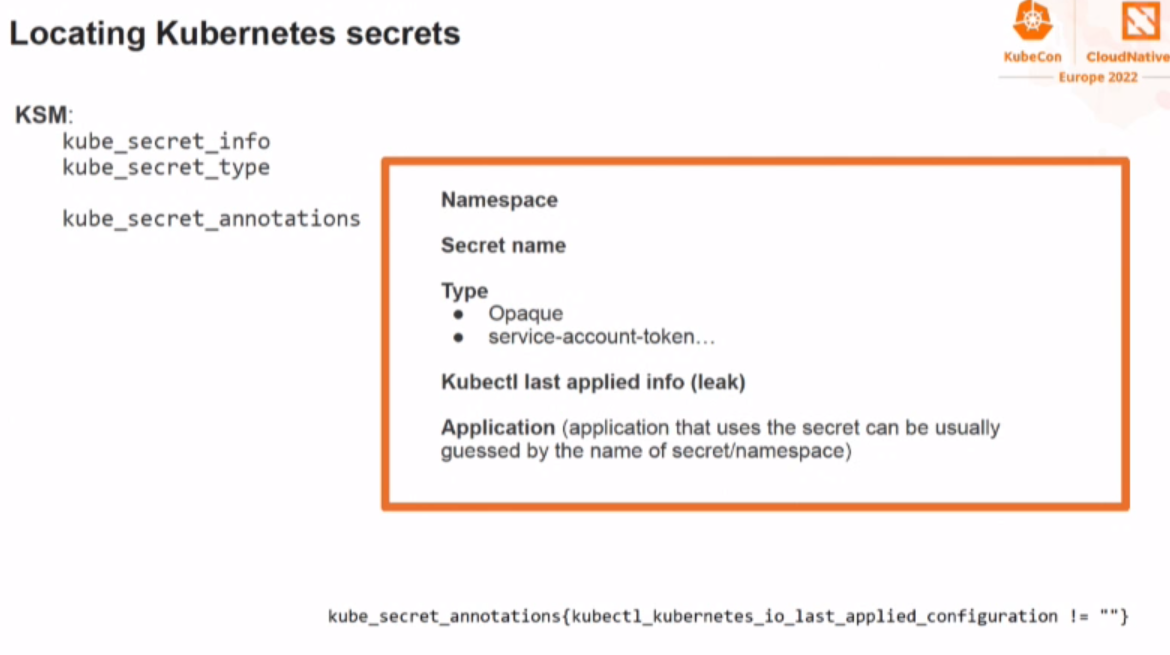 Locating Kubernetes secrets
KubeCon
CloudNative
Europe 2022
KSM:
kube_secret_info
kube_secret_type
kube_secret_annotations
Namespace
Secret name
Type
● Opaque
● service-account-token...
Kubectl last applied info (leak)
Application (application that uses the secret can be usually
guessed by the name of secret/namespace)
kube_secret_annotations{kubectl_kubernetes_io_last_applied_configuration != ""}